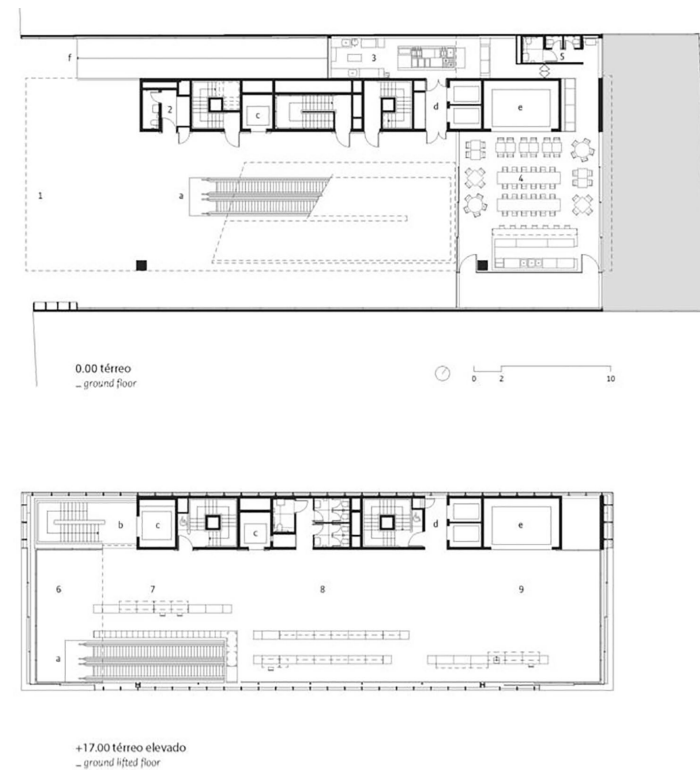 f
3
5
2
c
d
e
1
a
4
0.00 térreo
_ ground floor
0 2 10
b
c
c
d
e
6
7
8
9
a
+17.00 térreo elevado
_ ground lifted floor